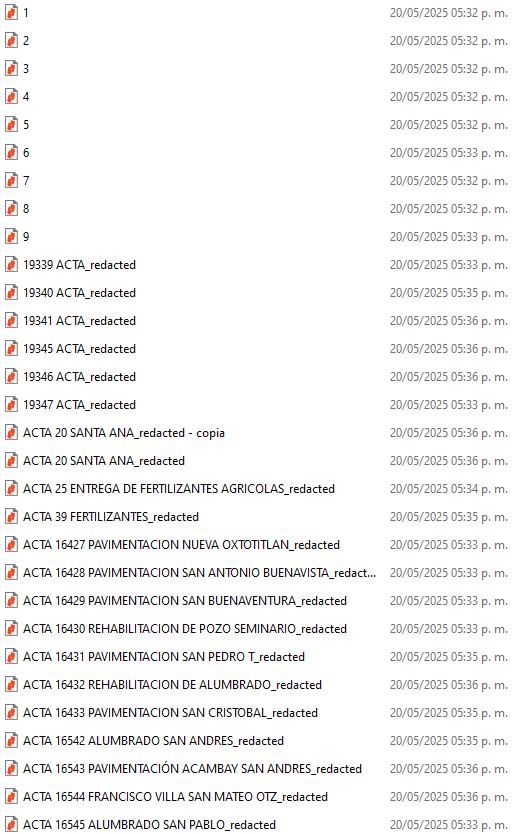 1 20/05/2025 05:32 p. m.
2 20/05/2025 05:32 p. m.
3 20/05/2025 05:32 p. m.
4 20/05/2025 05:32 p. m.
5 20/05/2025 05:32 p. m.
6 20/05/2025 05:33 p. m.
7 20/05/2025 05:32 p. m.
8 20/05/2025 05:32 p. m.
9 20/05/2025 05:33 p. m.
19339 ACTA_redacted 20/05/2025 05:33 p. m.
19340 ACTA_redacted 20/05/2025 05:35 p. m.
19341 ACTA_redacted 20/05/2025 05:36 p. m.
19345 ACTA_redacted 20/05/2025 05:36 p. m.
19346 ACTA_redacted 20/05/2025 05:36 p. m.
19347 ACTA_redacted 20/05/2025 05:33 p. m.
ACTA 20 SANTA ANA_redacted - copia 20/05/2025 05:36 p. m.
ACTA 20 SANTA ANA_redacted 20/05/2025 05:36 p. m.
ACTA 25 ENTREGA DE FERTILIZANTES AGRICOLAS_redacted 20/05/2025 05:34 p. m.
ACTA 39 FERTILIZANTES_redacted 20/05/2025 05:35 p. m.
ACTA 16427 PAVIMENTACION NUEVA OXTOTITLAN_redacted 20/05/2025 05:33 p. m.
ACTA 16428 PAVIMENTACION SAN ANTONIO BUENAVISTA_redact... 20/05/2025 05:33 p. m.
ACTA 16429 PAVIMENTACION SAN BUENAVENTURA_redacted 20/05/2025 05:33 p. m.
ACTA 16430 REHABILITACION DE POZO SEMINARIO_redacted 20/05/2025 05:33 p. m.
ACTA 16431 PAVIMENTACION SAN PEDRO T_redacted 20/05/2025 05:35 p. m.
ACTA 16432 REHABILITACION DE ALUMBRADO_redacted 20/05/2025 05:36 p. m.
ACTA 16433 PAVIMENTACION SAN CRISTOBAL_redacted 20/05/2025 05:35 p. m.
ACTA 16542 ALUMBRADO SAN ANDRES_redacted 20/05/2025 05:35 p. m.
ACTA 16543 PAVIMENTACIÓN ACAMBAY SAN ANDRES_redacted 20/05/2025 05:36 p. m.
ACTA 16544 FRANCISCO VILLA SAN MATEO OTZ_redacted 20/05/2025 05:36 p. m.
ACTA 16545 ALUMBRADO SAN PABLO_redacted 20/05/2025 05:33 p. m.